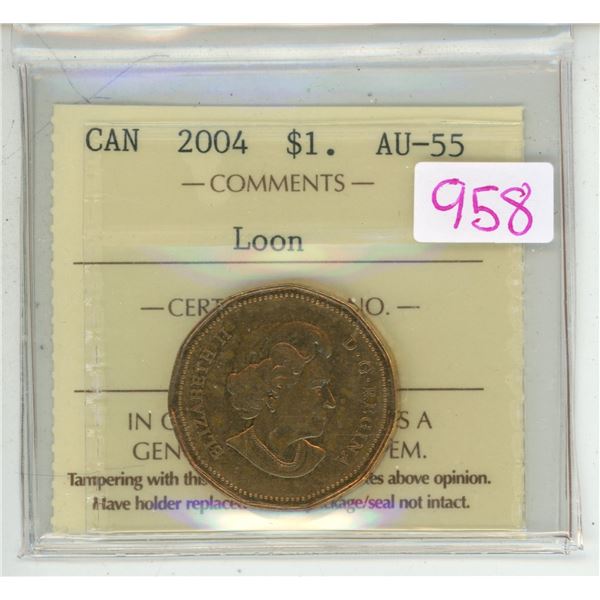 CAN 2004 $1. AU-55
— COMMENTS —
958
Loon
— CERT NO. —
ELIZABETH II D·G·REGINA
IN S A
GEN EM.
Tampering with this es above opinion.
Have holder replace kage/seal not intact.